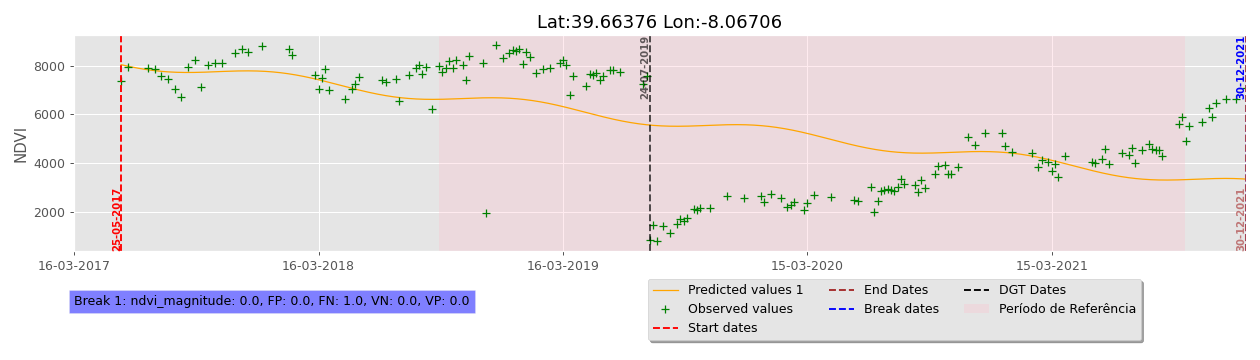 Lat:39.66376 Lon:-8.06706
NDVI
8000
6000
4000
2000
25-05-2017
24-07-2019
30-12-2021
30-12-2021
16-03-2017
16-03-2018
16-03-2019
15-03-2020
15-03-2021
Break 1: ndvi_magnitude: 0.0, FP: 0.0, FN: 1.0, VN: 0.0, VP: 0.0
Predicted values 1
Observed values
Start dates
End Dates
Break dates
DGT Dates
Período de Referência